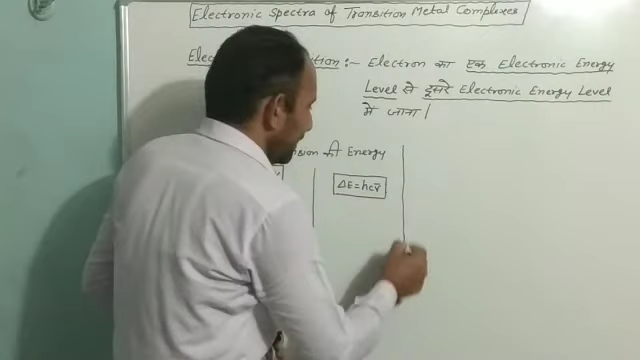 Electronic Spectra of Transition Metal Complexes
:- Electron का एक Electronic Energy
Level से दूसरे Electronic Energy Level
में जाना |
की Energy
ΔE = hcν̅